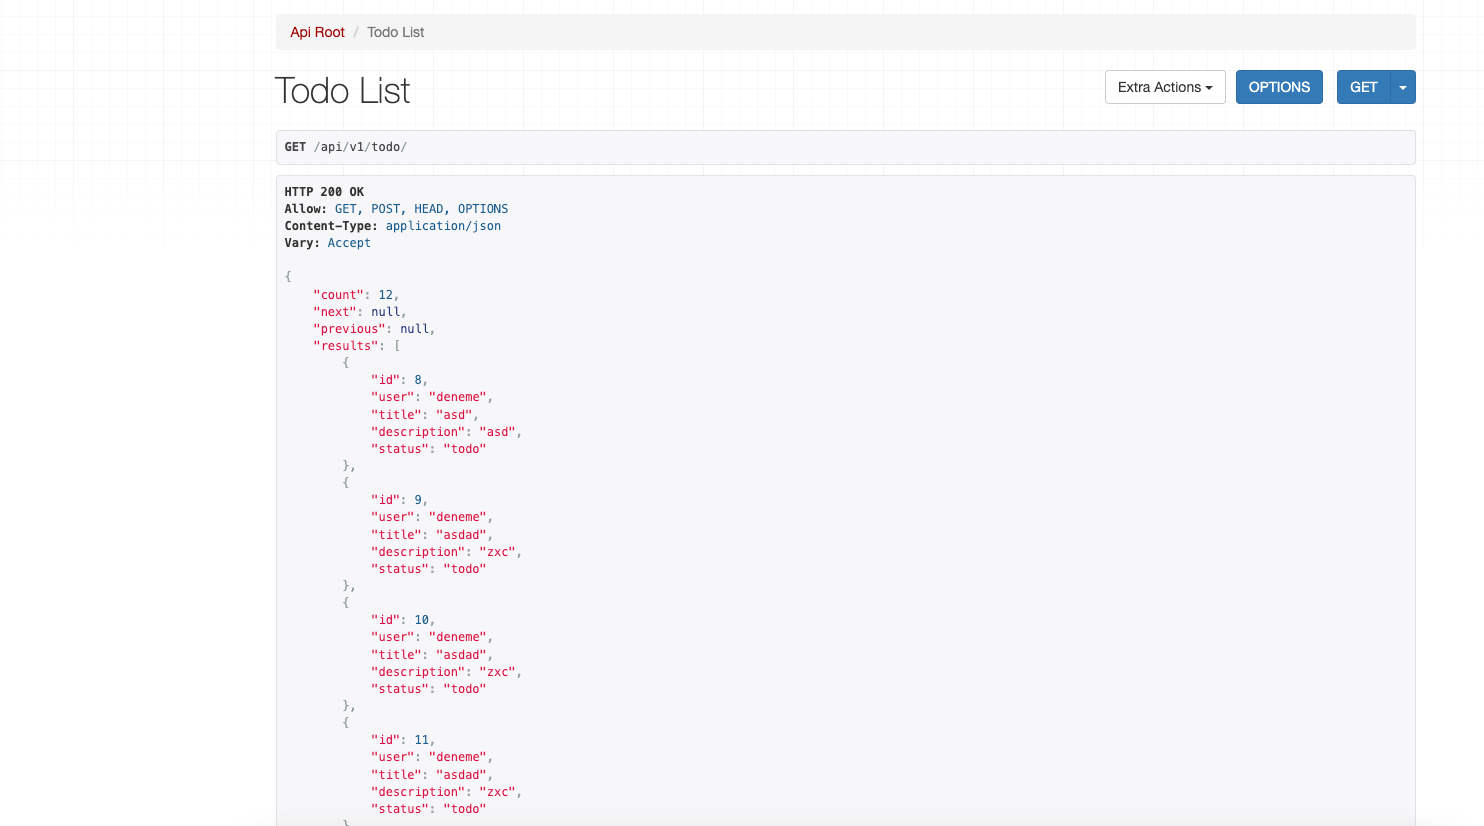 Api Root / Todo List
Todo List
Extra Actions
OPTIONS
GET
GET /api/v1/todo/
HTTP 200 OK
Allow: GET, POST, HEAD, OPTIONS
Content-Type: application/json
Vary: Accept
{
    "count": 12,
    "next": null,
    "previous": null,
    "results": [
        {
            "id": 8,
            "user": "deneme",
            "title": "asd",
            "description": "asd",
            "status": "todo"
        },
        {
            "id": 9,
            "user": "deneme",
            "title": "asdad",
            "description": "zxc",
            "status": "todo"
        },
        {
            "id": 10,
            "user": "deneme",
            "title": "asdad",
            "description": "zxc",
            "status": "todo"
        },
        {
            "id": 11,
            "user": "deneme",
            "title": "asdad",
            "description": "zxc",
            "status": "todo"
        }